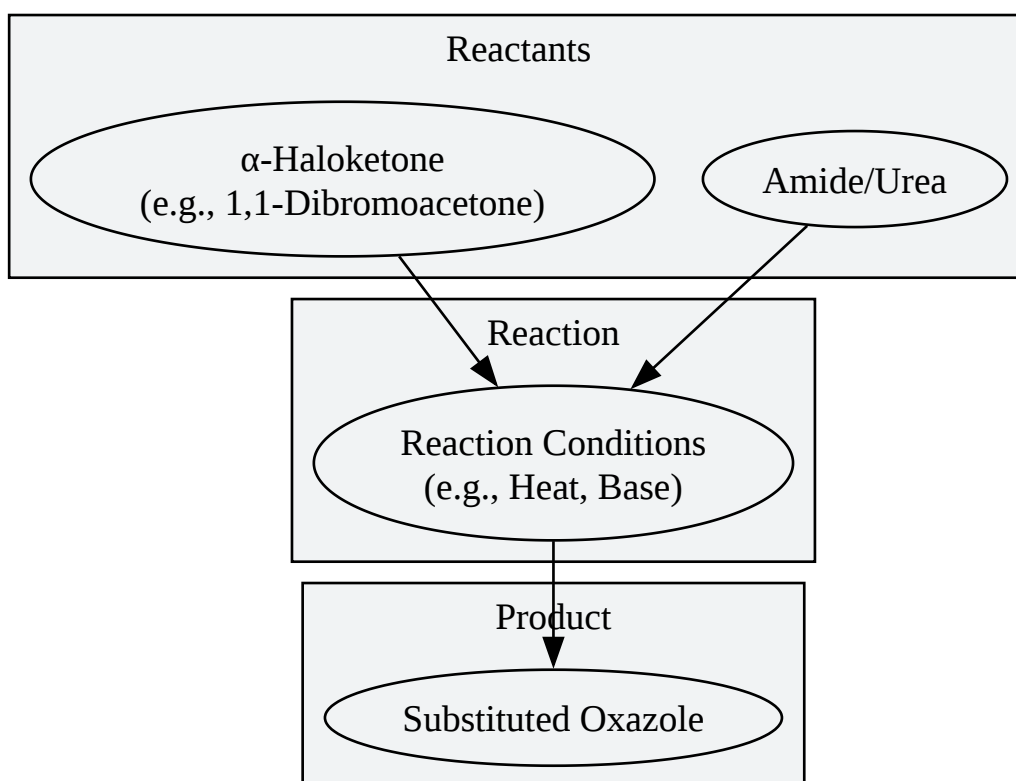 Reactants
α-Haloketone
(e.g., 1,1-Dibromoacetone)
Amide/Urea
Reaction
Reaction Conditions
(e.g., Heat, Base)
Product
Substituted Oxazole